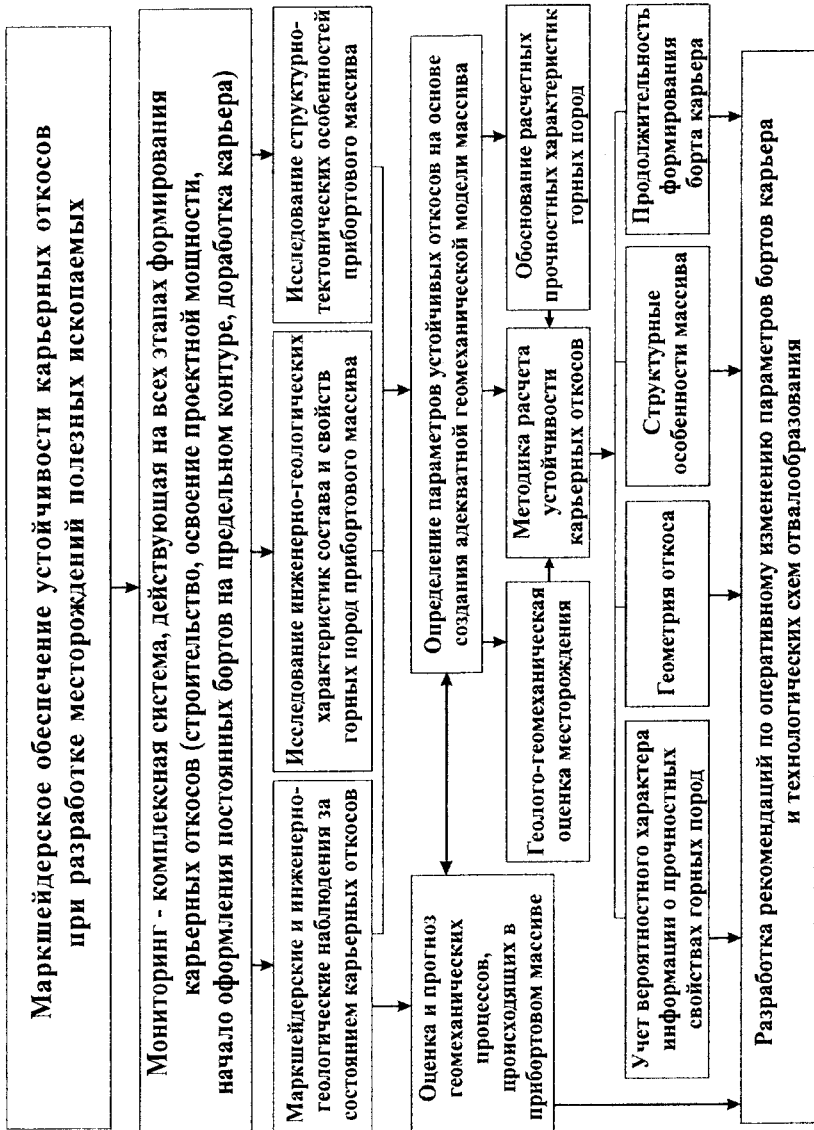 Маркшейдерское обеспечение устойчивости карьерных откосов
при разработке месторождений полезных ископаемых
Мониторинг - комплексная система, действующая на всех этапах формирования
карьерных откосов (строительство, освоение проектной мощности,
начало оформления постоянных бортов на предельном контуре, доработка карьера)
Маркшейдерские и инженерно-
геологические наблюдения за
состоянием карьерных откосов
Исследование инженерно-геологических
характеристик состава и свойств
горных пород прибортового массива
Исследование структурно-
тектонических особенностей
прибортового массива
Оценка и прогноз
геомеханических
процессов,
происходящих в
прибортовом массиве
Определение параметров устойчивых откосов на основе
создания адекватной геомеханической модели массива
Геолого-геомеханическая
оценка месторождения
Методика расчета
устойчивости
карьерных откосов
Обоснование расчетных
прочностных характеристик
горных пород
Учет вероятностного характера
информации о прочностных
свойствах горных пород
Геометрия откоса
Структурные
особенности массива
Продолжительность
формирования
борта карьера
Разработка рекомендаций по оперативному изменению параметров бортов карьера
и технологических схем отвалообразования